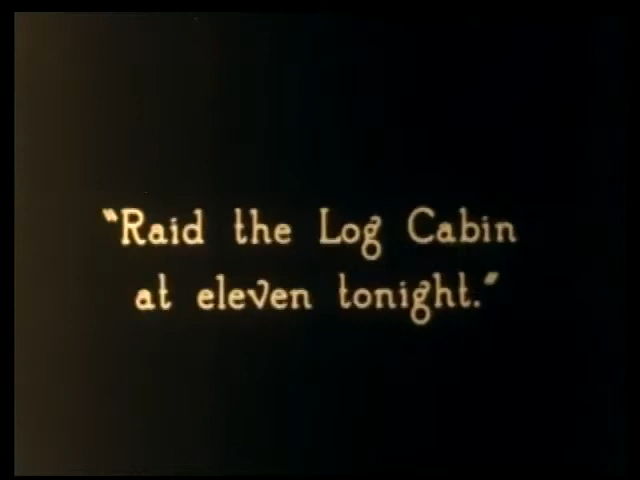 "Raid the Log Cabin
at eleven tonight."